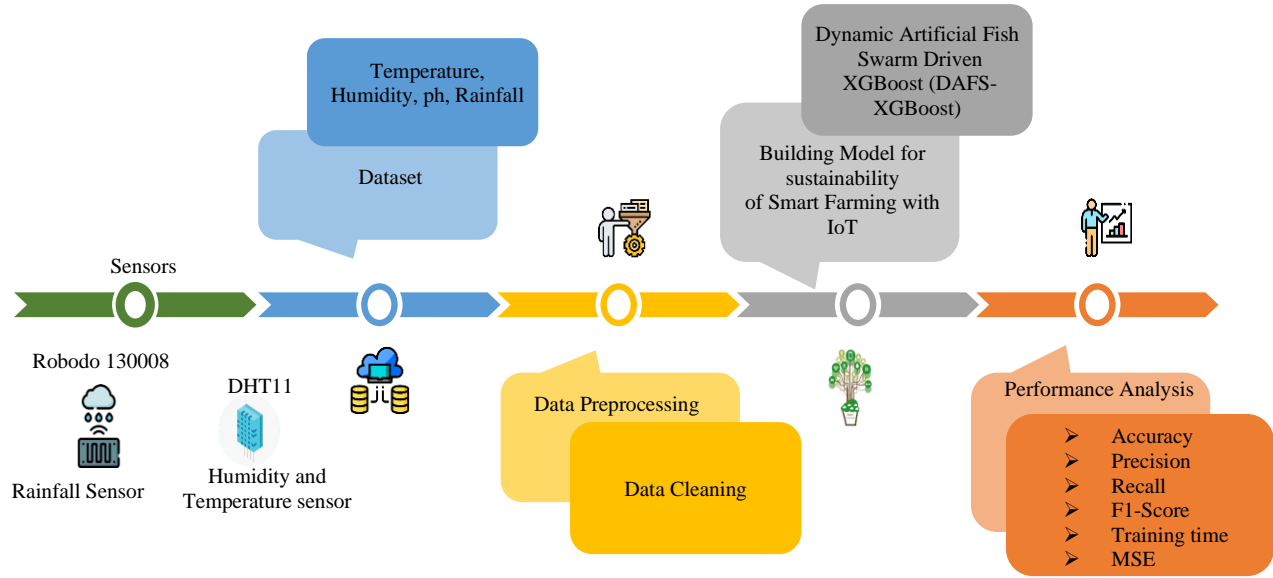 Sensors
Robodo 130008
Rainfall Sensor
DHT11
Humidity and
Temperature sensor
Temperature,
Humidity, ph, Rainfall
Dataset
Data Preprocessing
Data Cleaning
Dynamic Artificial Fish
Swarm Driven
XGBoost (DAFS-
XGBoost)
Building Model for
sustainability
of Smart Farming with
IoT
Performance Analysis
➢ Accuracy
➢ Precision
➢ Recall
➢ F1-Score
➢ Training time
➢ MSE